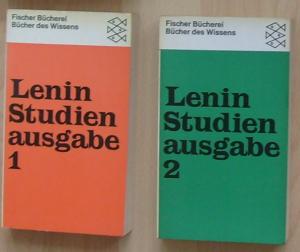 Fischer Bücherei
Bücher des Wissens
Lenin
Studien
ausgabe
1
Fischer Bücherei
Bücher des Wissens
Lenin
Studien
ausgabe
2